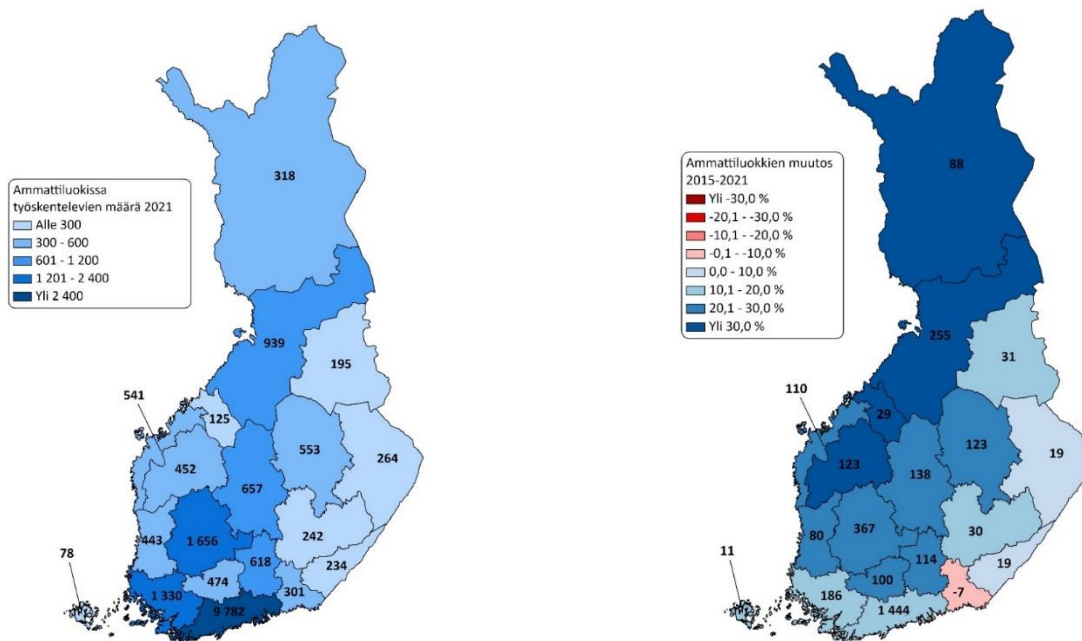 Ammattiluokissa
työskentelevien määrä 2021
Alle 300
300 - 600
601 - 1 200
1 201 - 2 400
Yli 2 400
318
939
195
541
125
553
264
452
657
242
443
1 656
618
234
78
474
301
1 330
9 782
Ammattiluokkien muutos
2015-2021
Yli -30,0 %
-20,1 - -30,0 %
-10,1 - -20,0 %
-0,1 - -10,0 %
0,0 - 10,0 %
10,1 - 20,0 %
20,1 - 30,0 %
Yli 30,0 %
88
255
31
110
29
123
19
123
138
30
80
367
114
19
11
100
-7
186
1 444